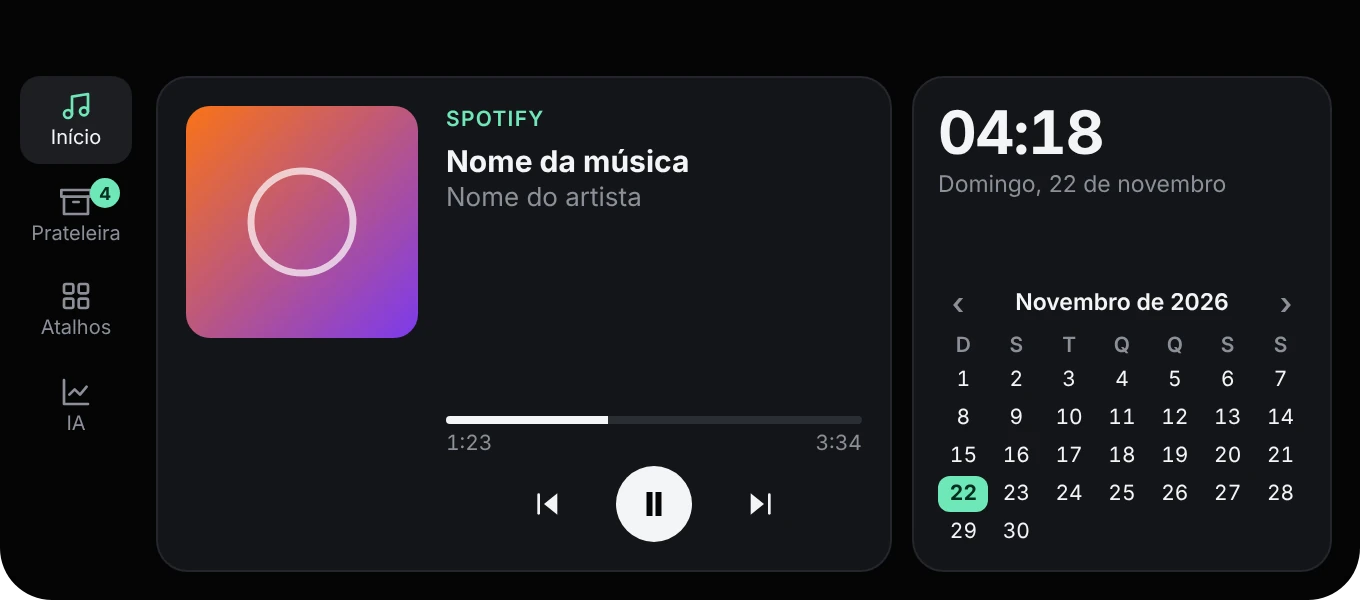 Início
4
Prateleira
Atalhos
IA
SPOTIFY
Nome da música
Nome do artista
1:23 3:34
04:18
Domingo, 22 de novembro
‹ Novembro de 2026 ›
D S T Q Q S S
1 2 3 4 5 6 7
8 9 10 11 12 13 14
15 16 17 18 19 20 21
22 23 24 25 26 27 28
29 30